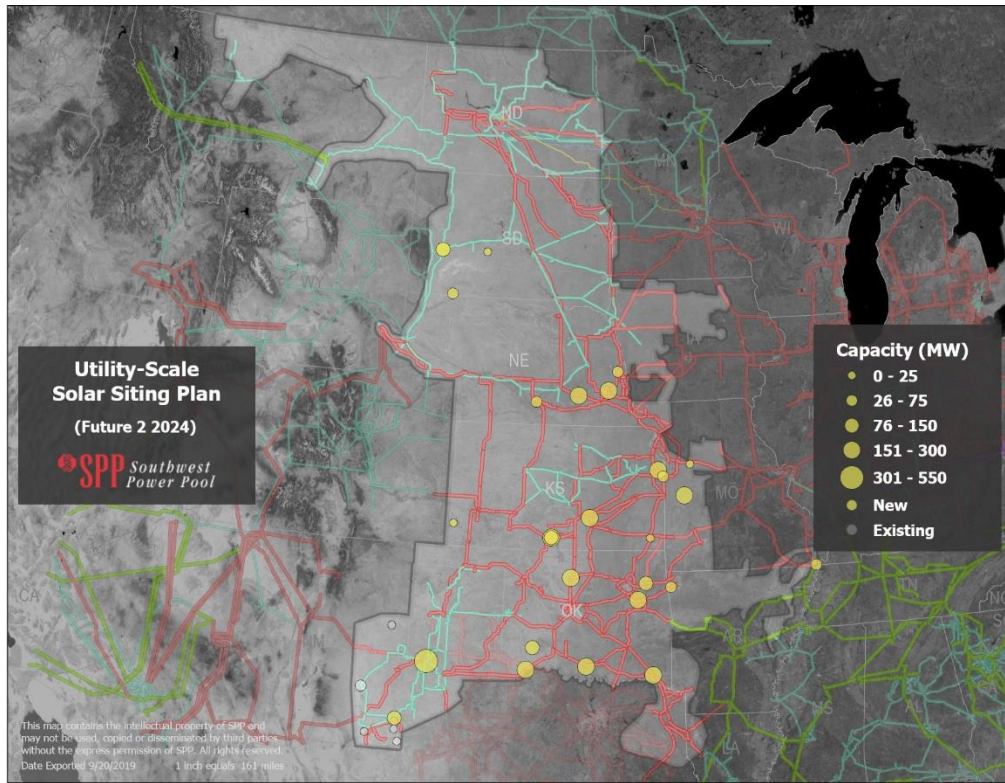 Utility-Scale
Solar Siting Plan
(Future 2 2024)
SPP Southwest
Power Pool
Capacity (MW)
0 - 25
26 - 75
76 - 150
151 - 300
301 - 550
New
Existing
ND
SD
WI
WY
NE
KS
MO
CA
OK
TN
NC
AR
MS
AL
LA
This map contains the intellectual property of SPP and
may not be used, copied or disseminated by third parties
without the express permission of SPP. All rights reserved.
Date Exported 9/20/2019 1 inch equals 161 miles